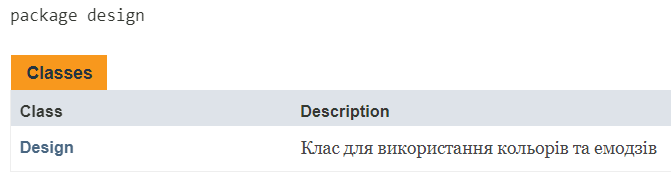 package design
Classes
Class Description
Design Клас для використання кольорів та емодзів